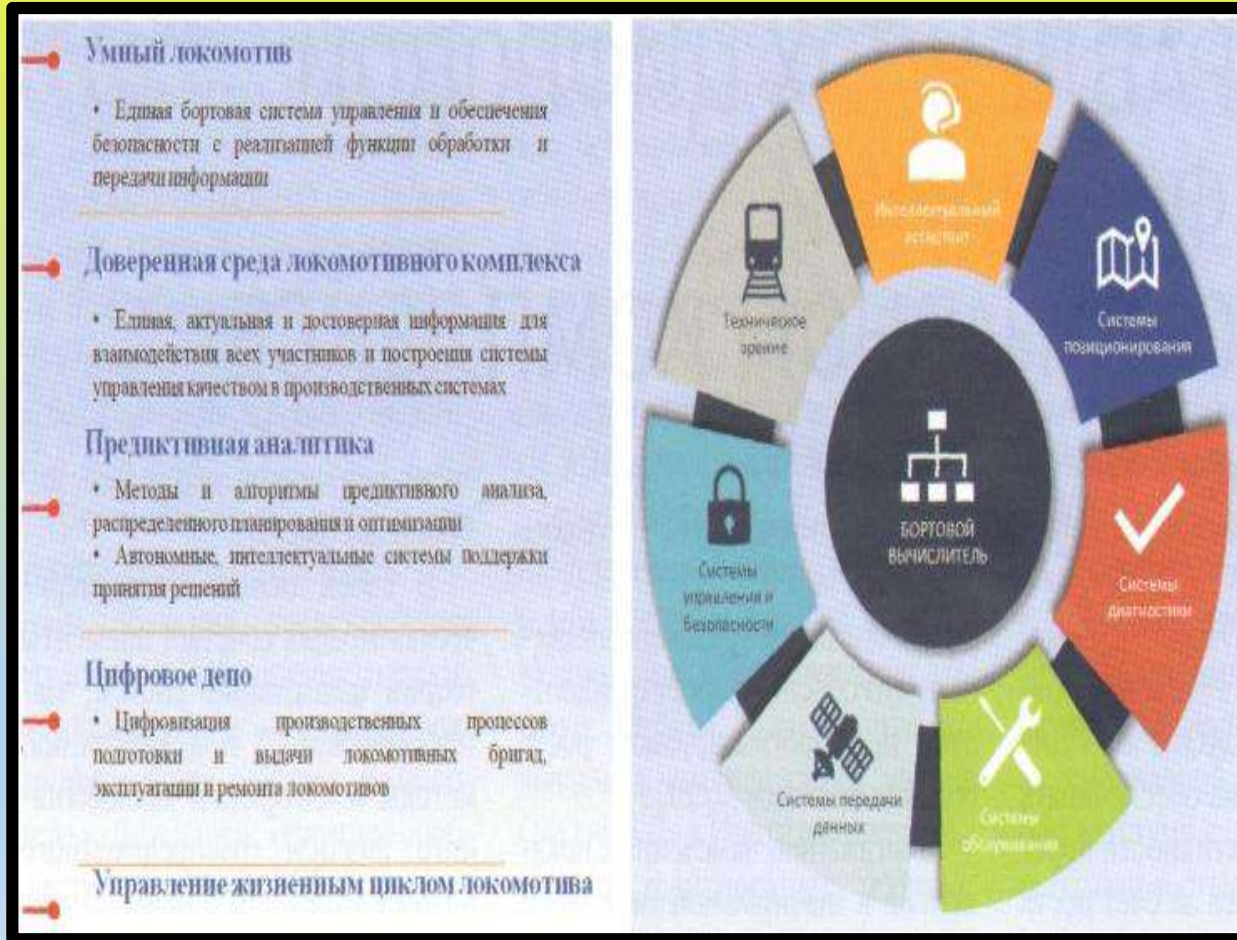 Умный локомотив
• Единая бортовая система управления и обеспечения
безопасности с реализацией функции обработки и
передачи информации
Доверенная среда локомотивного комплекса
• Единая, актуальная и достоверная информация для
взаимодействия всех участников и построения системы
управления качеством в производственных системах
Предиктивная аналитика
• Методы и алгоритмы предиктивного анализа,
распределенного планирования и оптимизации
• Автономные, интеллектуальные системы поддержки
принятия решений
Цифровое депо
• Цифровизация производственных процессов
подготовки и выдачи локомотивных бригад,
эксплуатации и ремонта локомотивов
Управление жизненным циклом локомотива
Интеллектуальный
ассистент
Системы
позиционирования
Системы
диагностики
Системы
обслуживания
Системы передачи
данных
Системы
управления и
безопасности
Техническое
зрение
БОРТОВОЙ
ВЫЧИСЛИТЕЛЬ